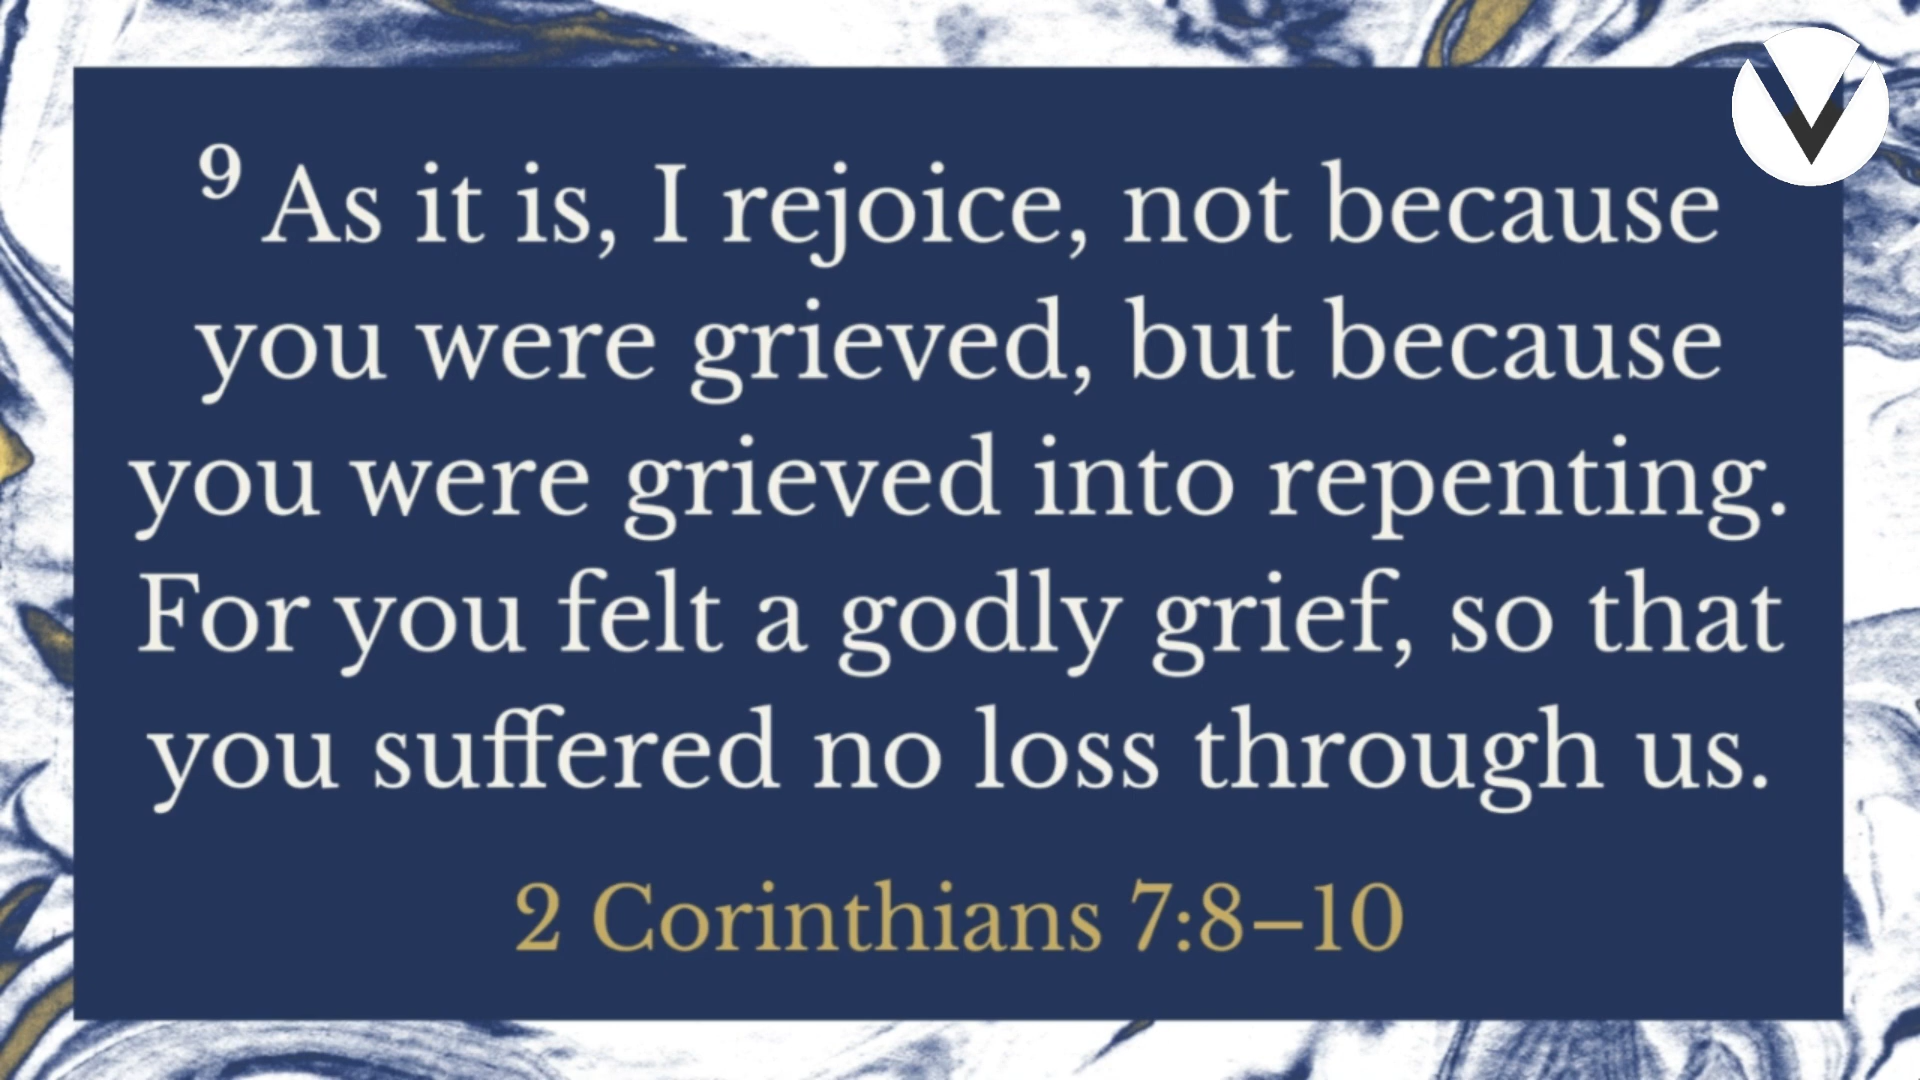 9 As it is, I rejoice, not because
you were grieved, but because
you were grieved into repenting.
For you felt a godly grief, so that
you suffered no loss through us.
2 Corinthians 7:8–10